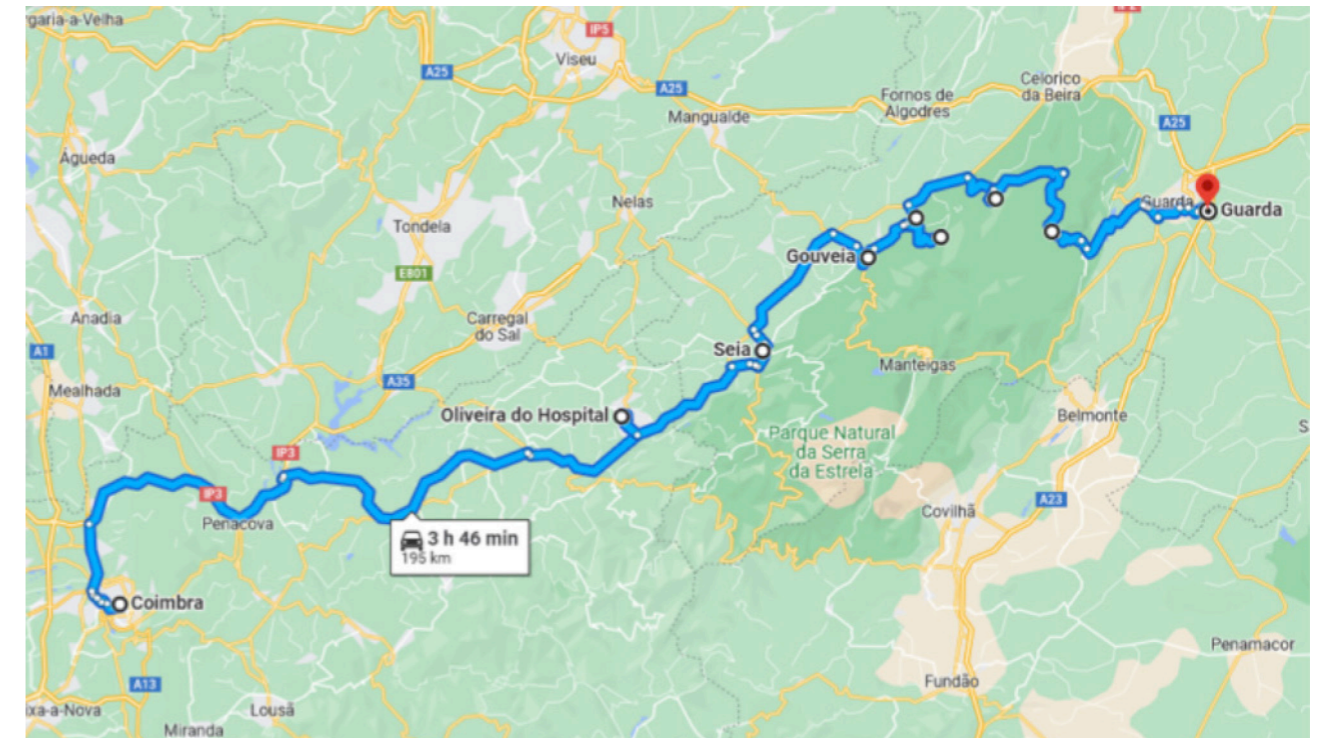 garia-a-Velha
IP5
N 2
Viseu
A25
A25
Celorico
da Beira
Fornos de
Algodres
Mangualde
A25
Águeda
Nelas
Guarda
Guarda
Tondela
Gouveia
E801
Anadia
Carregal
do Sal
A1
Seia
Manteigas
A35
Mealhada
Oliveira do Hospital
Belmonte
S
Parque Natural
da Serra
da Estrela
IP3
IP3
A23
Penacova
Covilhã
3 h 46 min
195 km
Coimbra
Penamacor
A13
Fundão
ixa-a-Nova
Lousã
Miranda